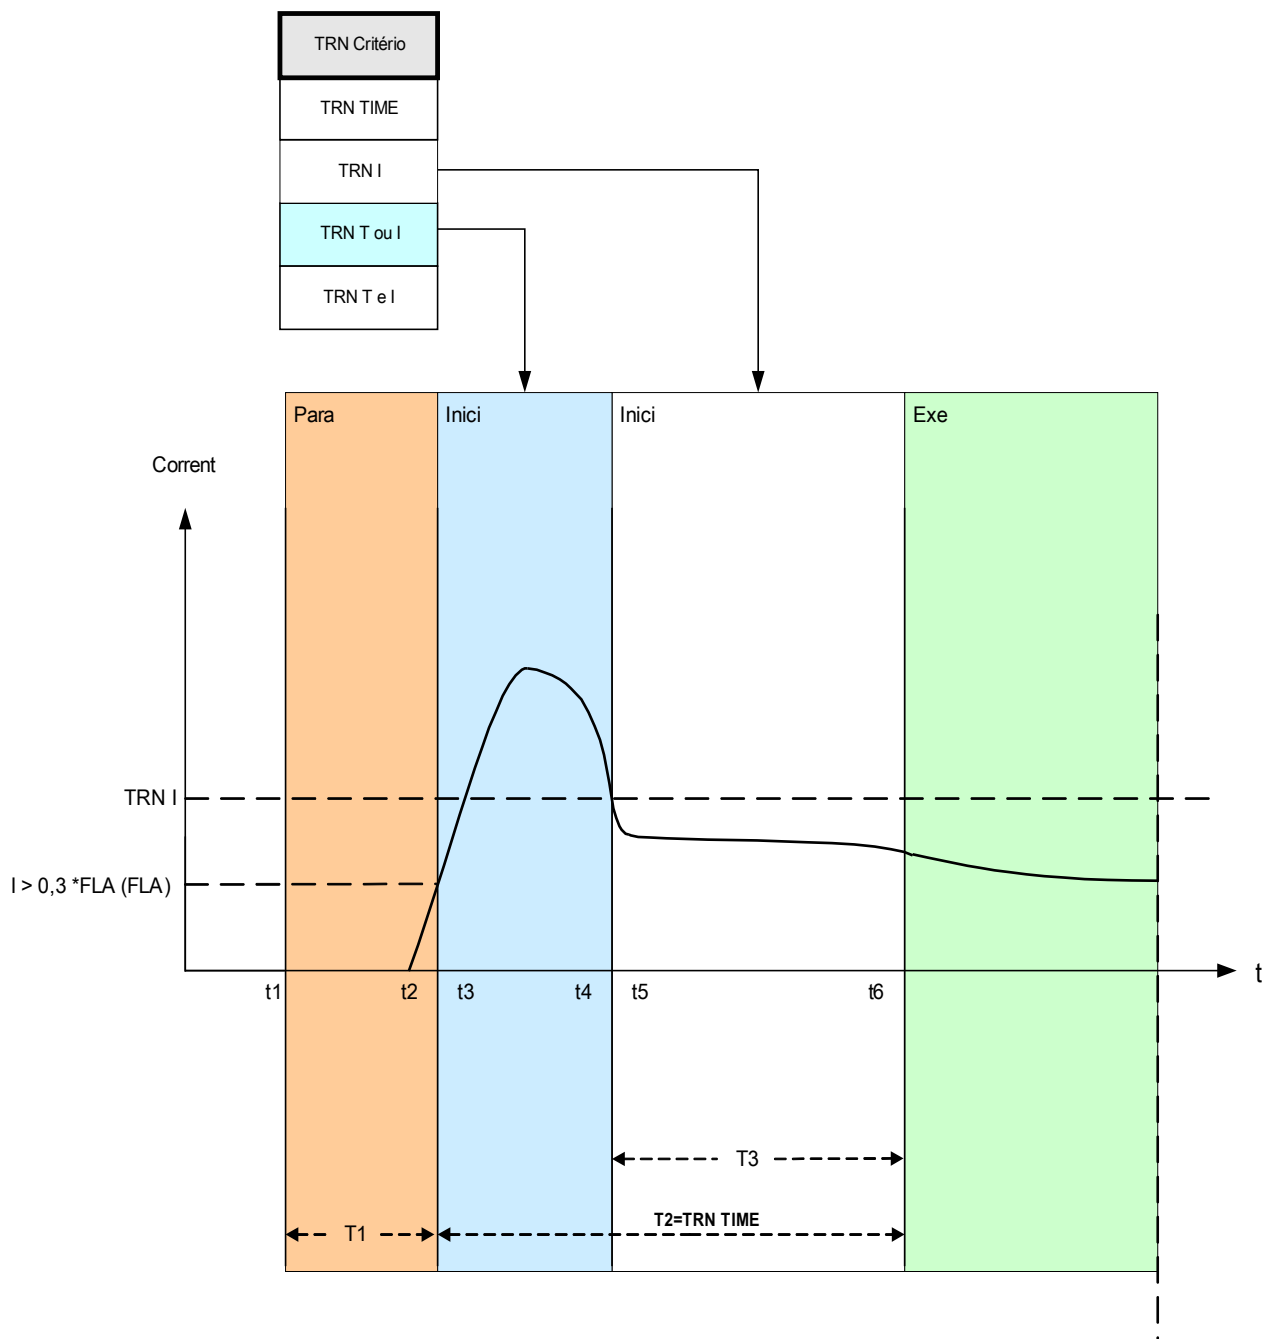 TRN Critério
TRN TIME
TRN I
TRN T ou I
TRN T e I
Para
Inici
Inici
Exe
Corrent
TRN I
I > 0,3 *FLA (FLA)
t
t1
t2
t3
t4
t5
t6
T3
T2=TRN TIME
T1